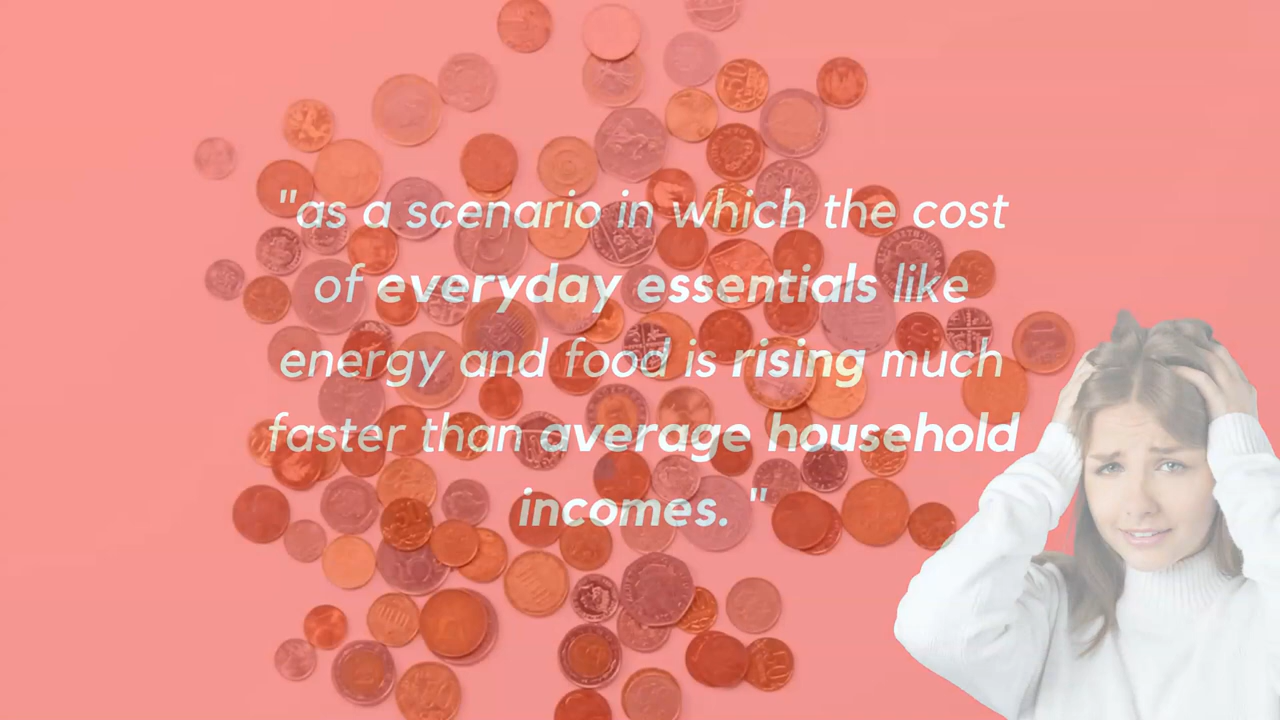 "as a scenario in which the cost
of everyday essentials like
energy and food is rising much
faster than average household
incomes. "